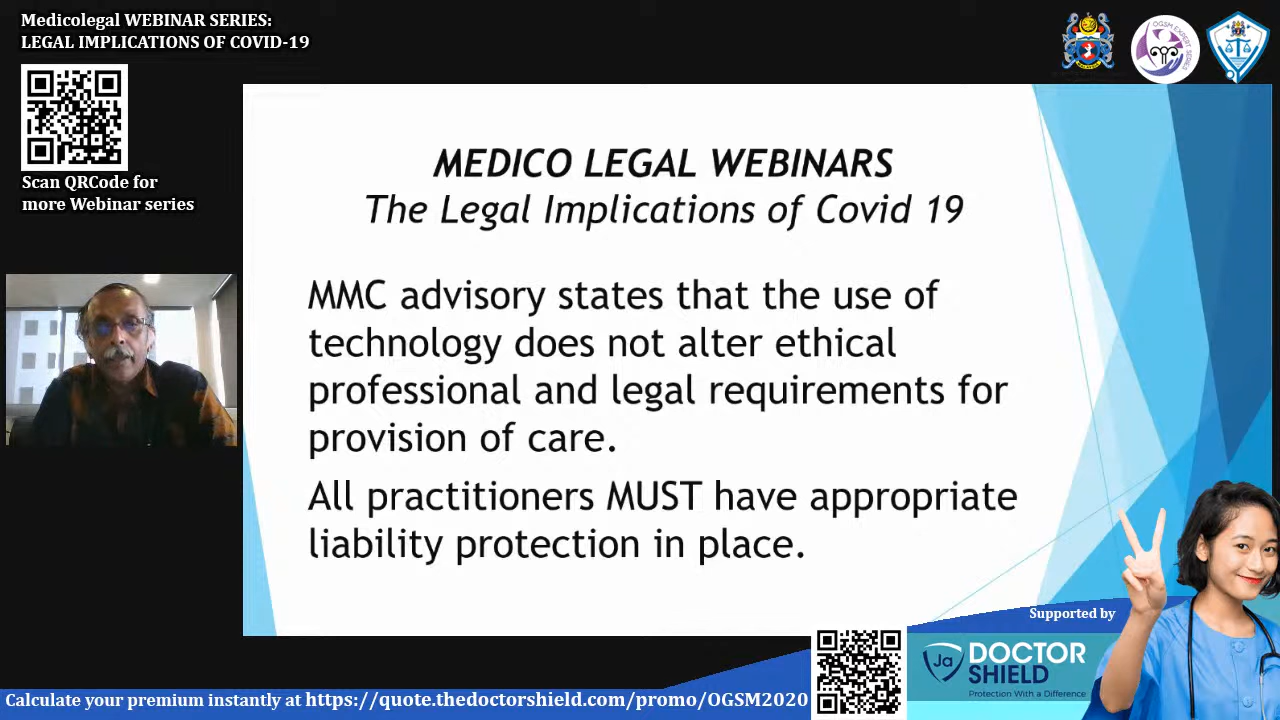 Medicolegal WEBINAR SERIES:
LEGAL IMPLICATIONS OF COVID-19
Scan QRCode for
more Webinar series
MEDICO LEGAL WEBINARS
The Legal Implications of Covid 19
MMC advisory states that the use of
technology does not alter ethical
professional and legal requirements for
provision of care.
All practitioners MUST have appropriate
liability protection in place.
Supported by
Ja
DOCTOR
SHIELD
Protection With a Difference
Calculate your premium instantly at https://quote.thedoctorshield.com/promo/OGSM2020